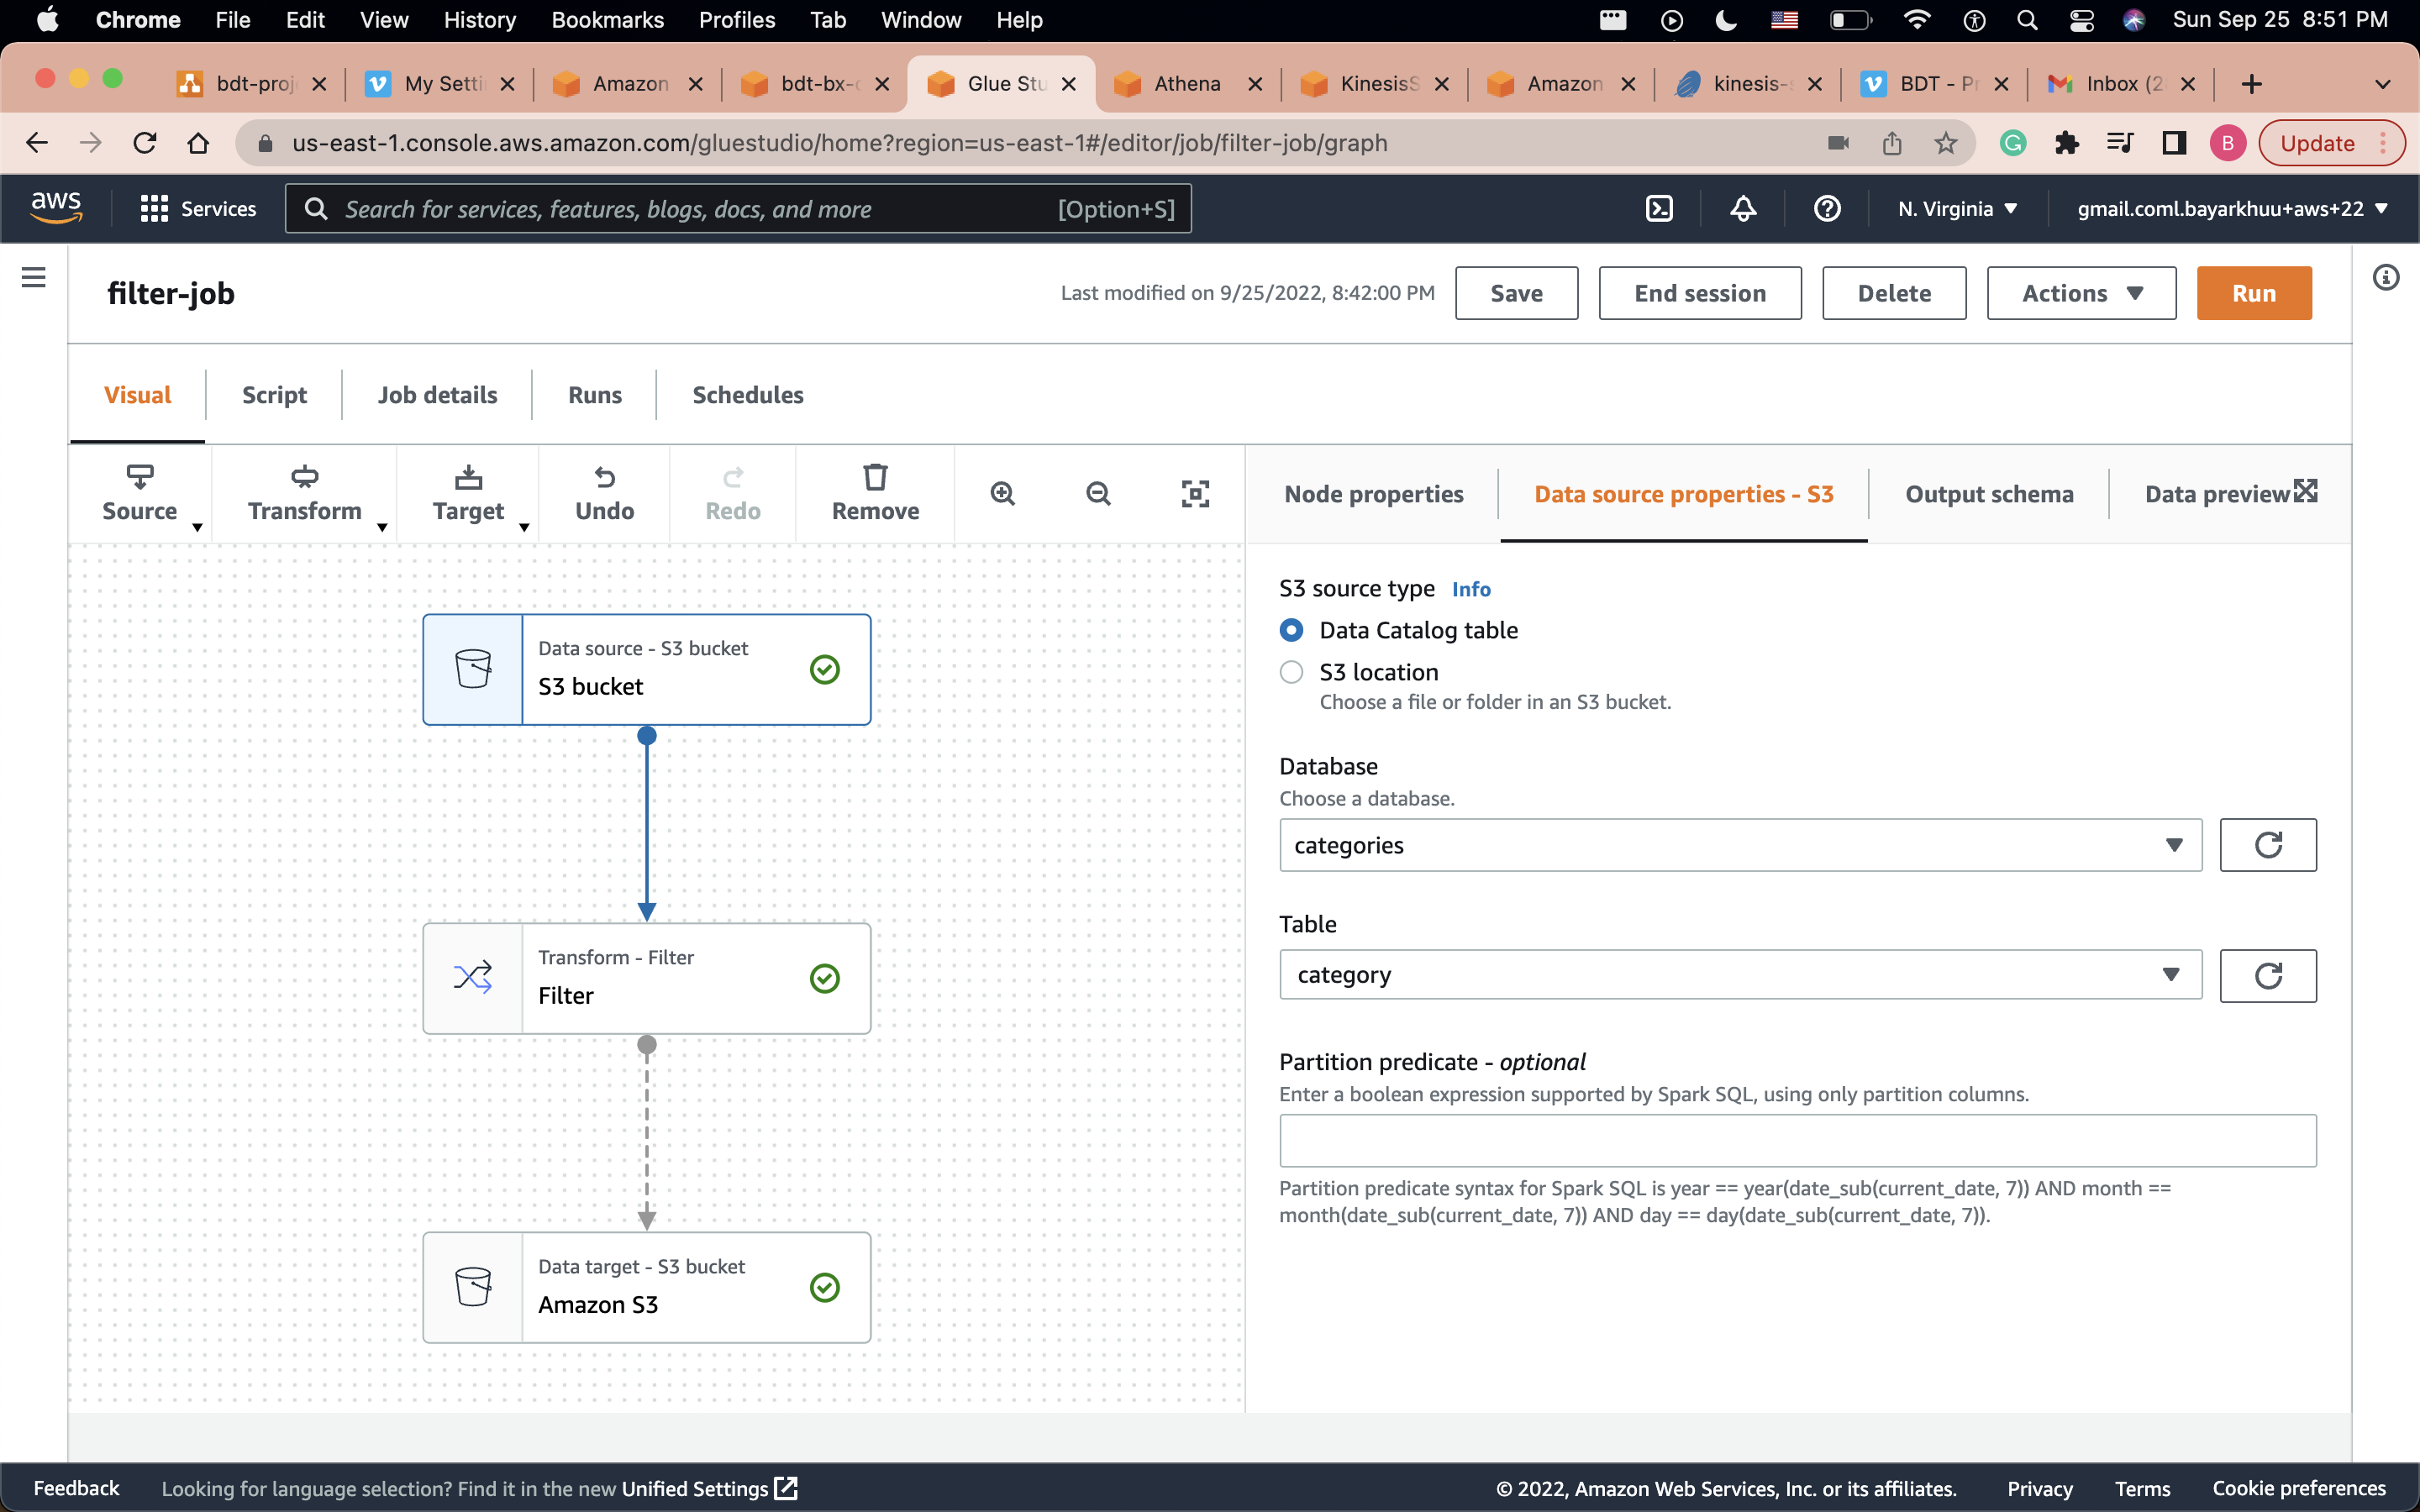 Chrome File Edit View History Bookmarks Profiles Tab Window Help Sun Sep 25 8:51 PM
bdt-proj My Setti Amazon bdt-bx-c Glue Stu Athena KinesisS Amazon kinesis-s BDT - Pr Inbox (2
us-east-1.console.aws.amazon.com/gluestudio/home?region=us-east-1#/editor/job/filter-job/graph B Update
aws Services Search for services, features, blogs, docs, and more [Option+S] N. Virginia gmail.coml.bayarkhuu+aws+22
filter-job Last modified on 9/25/2022, 8:42:00 PM Save End session Delete Actions Run
Visual Script Job details Runs Schedules
Source Transform Target Undo Redo Remove
Node properties Data source properties - S3 Output schema Data preview
Data source - S3 bucket
S3 bucket
Transform - Filter
Filter
Data target - S3 bucket
Amazon S3
S3 source type Info
Data Catalog table
S3 location
Choose a file or folder in an S3 bucket.
Database
Choose a database.
categories
Table
category
Partition predicate - optional
Enter a boolean expression supported by Spark SQL, using only partition columns.
Partition predicate syntax for Spark SQL is year == year(date_sub(current_date, 7)) AND month ==
month(date_sub(current_date, 7)) AND day == day(date_sub(current_date, 7)).
Feedback Looking for language selection? Find it in the new Unified Settings © 2022, Amazon Web Services, Inc. or its affiliates. Privacy Terms Cookie preferences